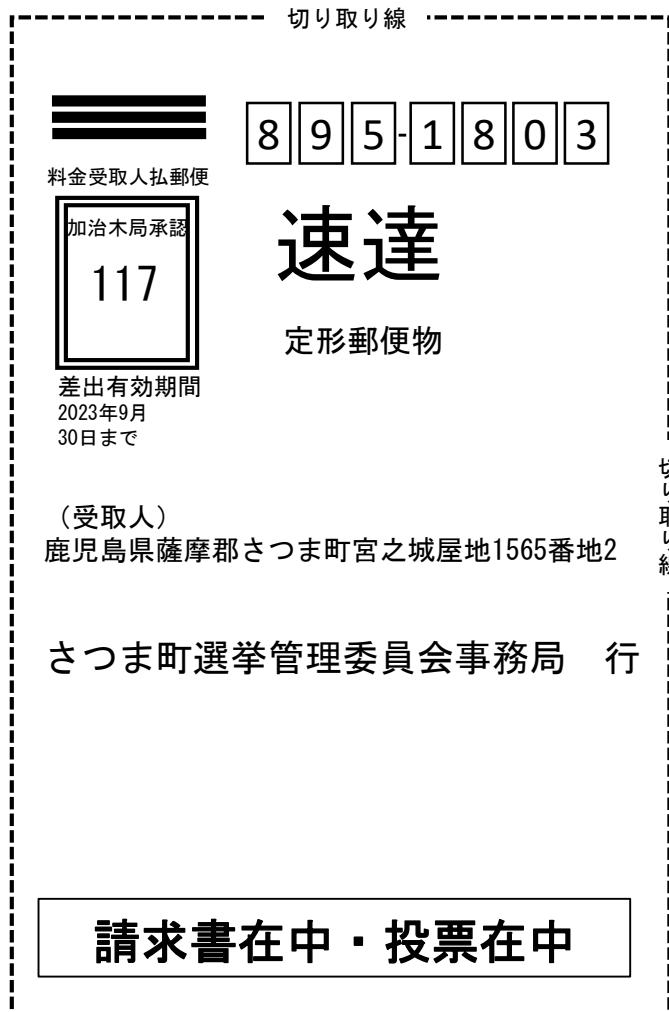 切り取り線
895-1803
料金受取人払郵便
加治木局承認
117
速達
定形郵便物
差出有効期間
2023年9月
30日まで
切り取り線
（受取人）
鹿児島県薩摩郡さつま町宮之城屋地1565番地2
さつま町選挙管理委員会事務局　行
請求書在中・投票在中